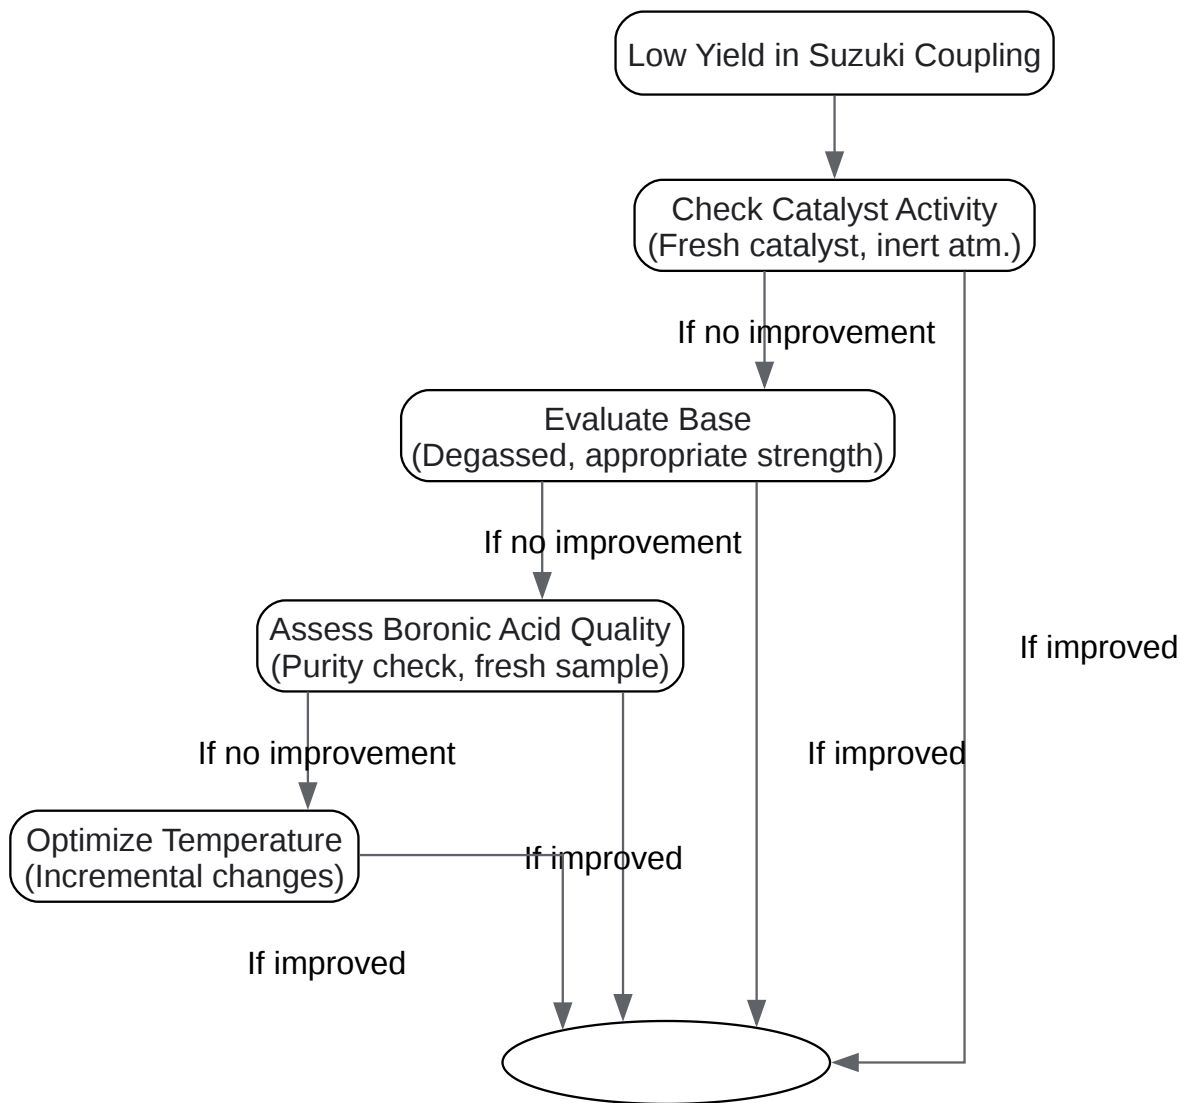 Low Yield in Suzuki Coupling
Check Catalyst Activity
(Fresh catalyst, inert atm.)
If no improvement
Evaluate Base
(Degassed, appropriate strength)
If no improvement
Assess Boronic Acid Quality
(Purity check, fresh sample)
If improved
If no improvement
If improved
Optimize Temperature
(Incremental changes)
If improved
If improved